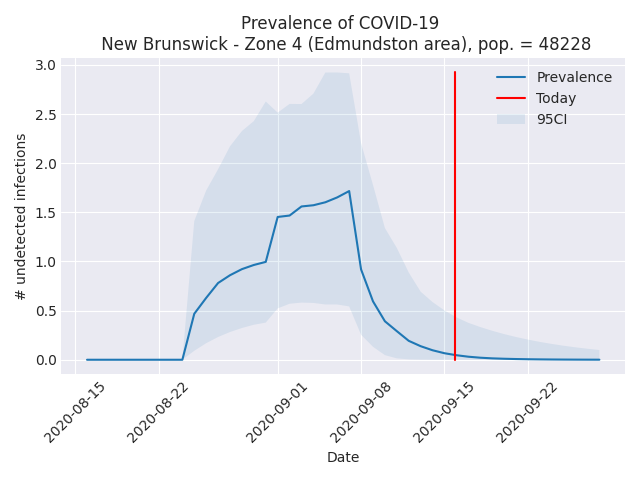 Prevalence of COVID-19
New Brunswick - Zone 4 (Edmundston area), pop. = 48228
3.0
2.5
2.0
1.5
1.0
0.5
0.0
# undetected infections
Prevalence
Today
95CI
2020-08-15
2020-08-22
2020-09-01
2020-09-08
2020-09-15
2020-09-22
Date